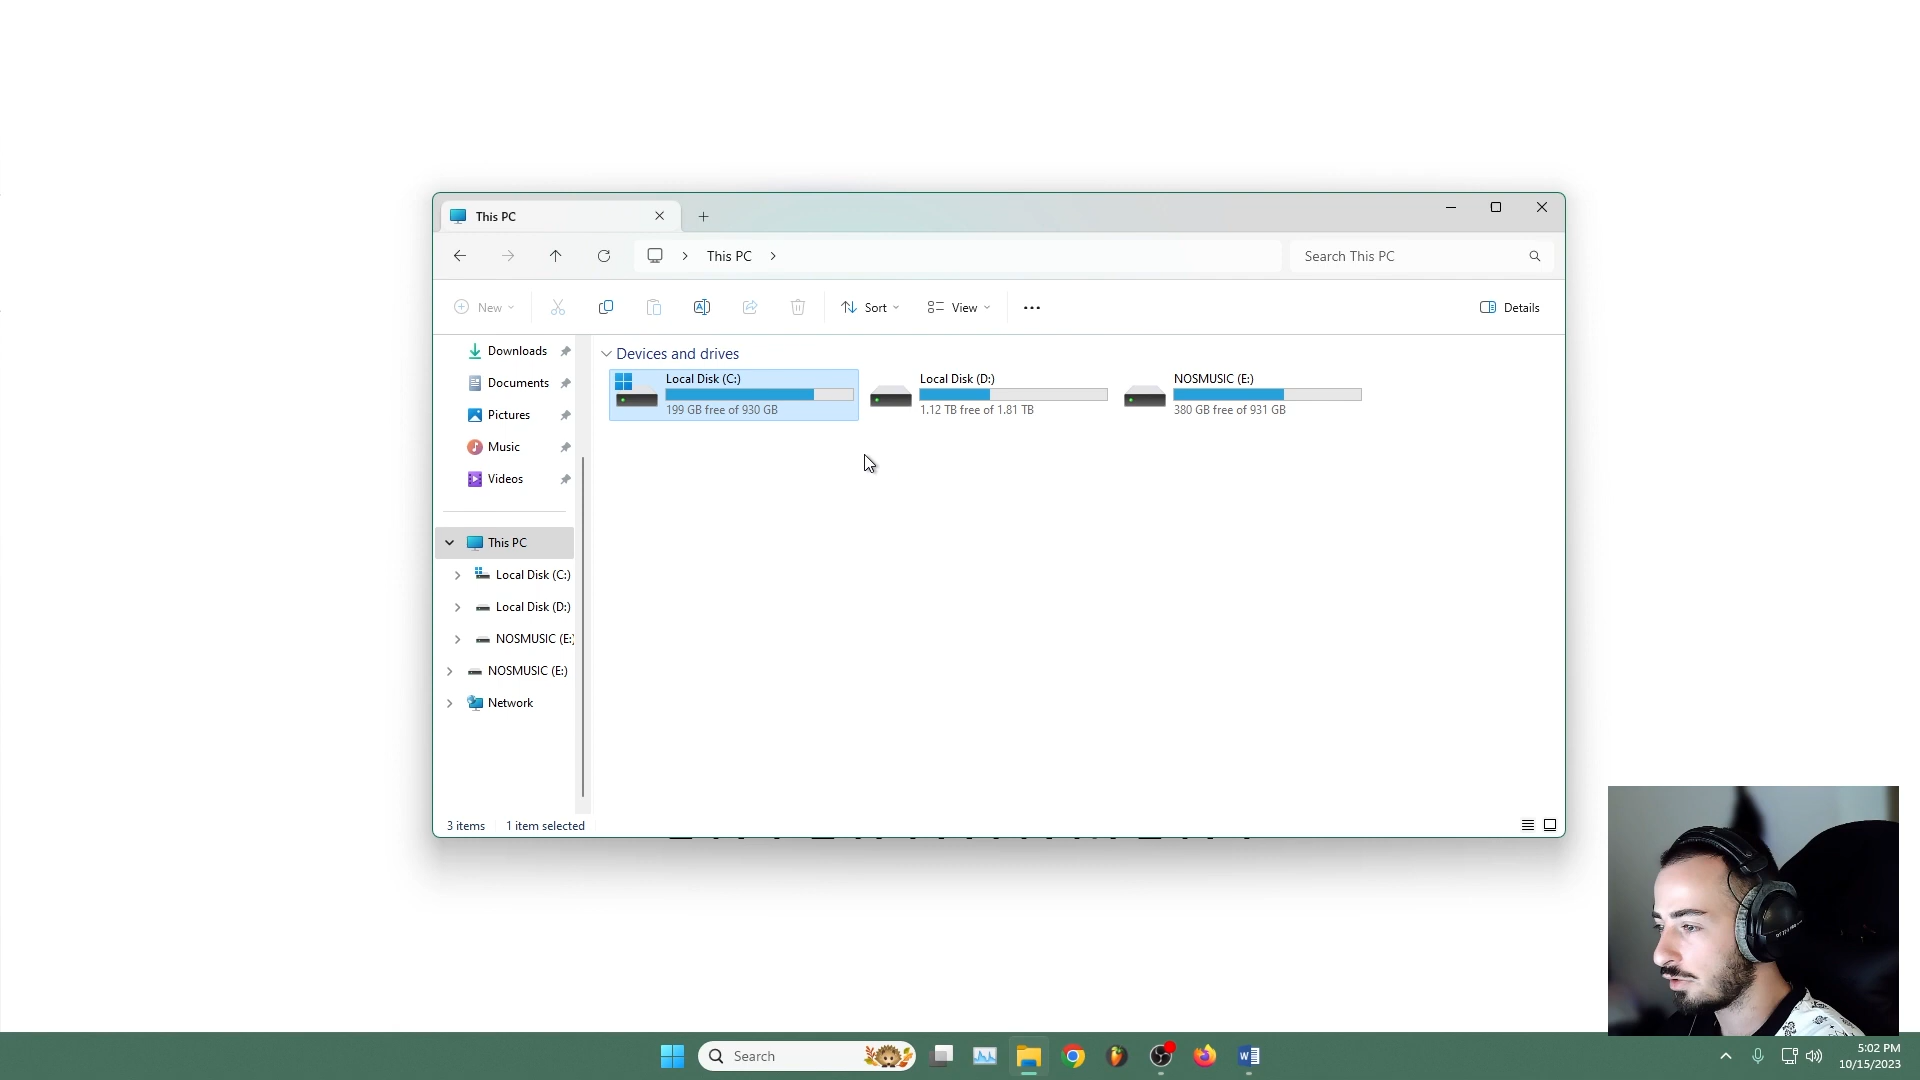 This PC
This PC
Search This PC
New
Sort
View
Details
Downloads
Documents
Pictures
Music
Videos
This PC
Local Disk (C:)
Local Disk (D:)
NOSMUSIC (E:)
NOSMUSIC (E:)
Network
Devices and drives
Local Disk (C:)
199 GB free of 930 GB
Local Disk (D:)
1.12 TB free of 1.81 TB
NOSMUSIC (E:)
380 GB free of 931 GB
3 items
1 item selected
Search
5:02 PM
10/15/2023